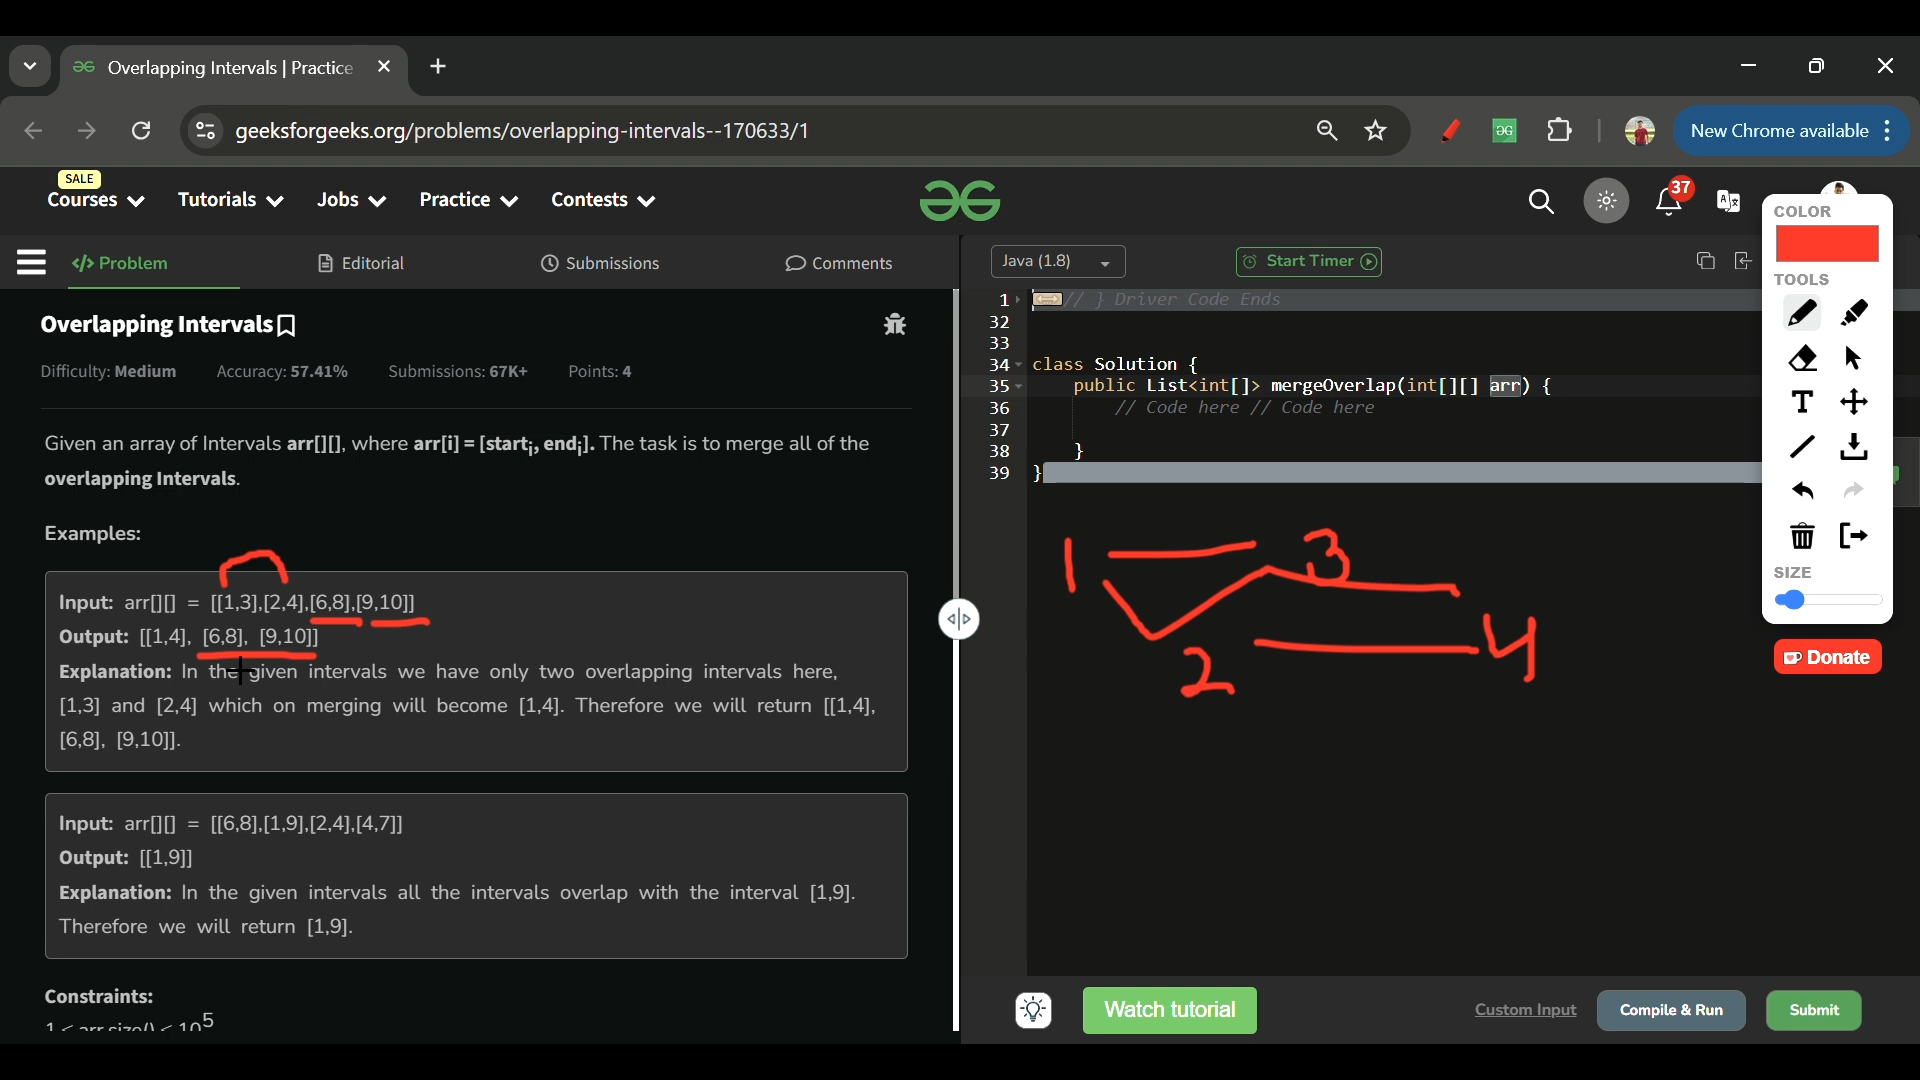 Overlapping Intervals | Practice
geeksforgeeks.org/problems/overlapping-intervals--170633/1
New Chrome available
SALE
Courses
Tutorials
Jobs
Practice
Contests
37
</> Problem
Editorial
Submissions
Comments
Overlapping Intervals
Difficulty: Medium Accuracy: 57.41% Submissions: 67K+ Points: 4
Given an array of Intervals arr[][], where arr[i] = [startᵢ, endᵢ]. The task is to merge all of the
overlapping Intervals.
Examples:
Input: arr[][] = [[1,3],[2,4],[6,8],[9,10]]
Output: [[1,4], [6,8], [9,10]]
Explanation: In the given intervals we have only two overlapping intervals here,
[1,3] and [2,4] which on merging will become [1,4]. Therefore we will return [[1,4],
[6,8], [9,10]].
Input: arr[][] = [[6,8],[1,9],[2,4],[4,7]]
Output: [[1,9]]
Explanation: In the given intervals all the intervals overlap with the interval [1,9].
Therefore we will return [1,9].
Constraints:
1 ≤ arr.size() ≤ 10⁵
Java (1.8)
Start Timer
1 // } Driver Code Ends
32
33
34 class Solution {
35 public List<int[]> mergeOverlap(int[][] arr) {
36 // Code here // Code here
37
38 }
39 }
1 3
2 4
COLOR
TOOLS
SIZE
Donate
Watch tutorial
Custom Input
Compile & Run
Submit